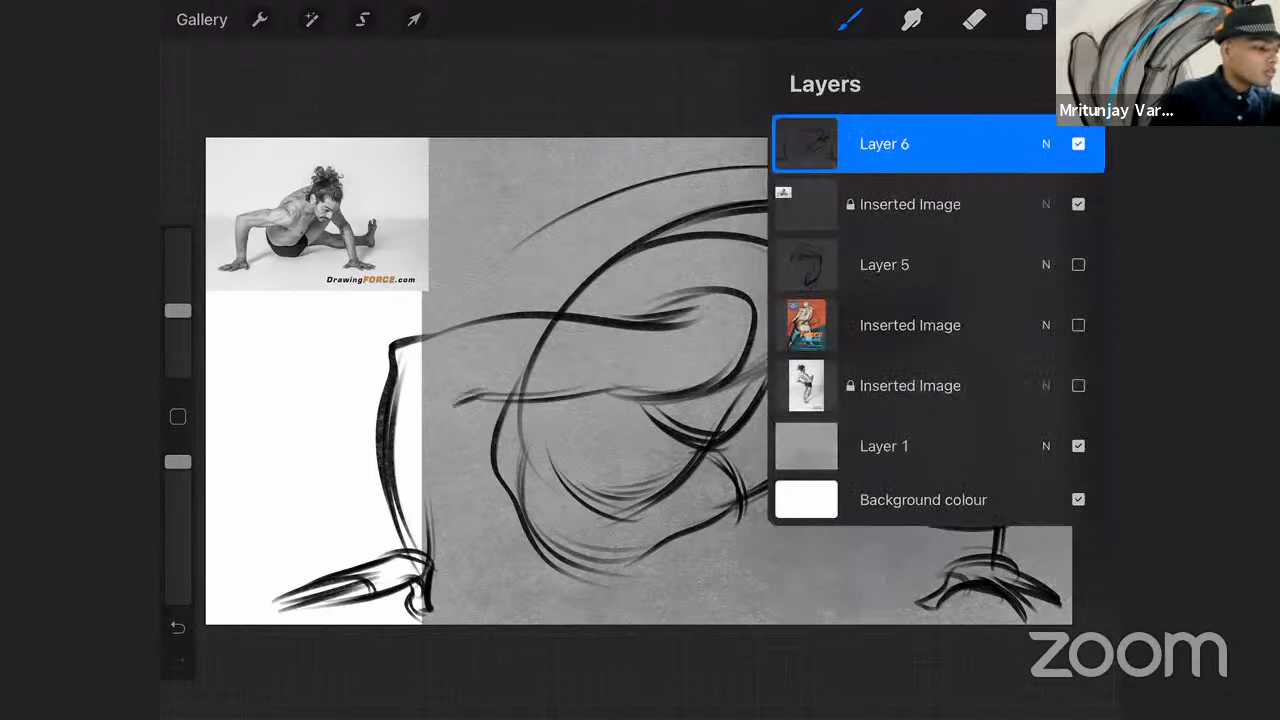 Gallery
Layers
Mritunjay Var...
Layer 6 N
Inserted Image N
Layer 5 N
Inserted Image N
Inserted Image N
Layer 1 N
Background colour
DrawingFORCE.com
zoom